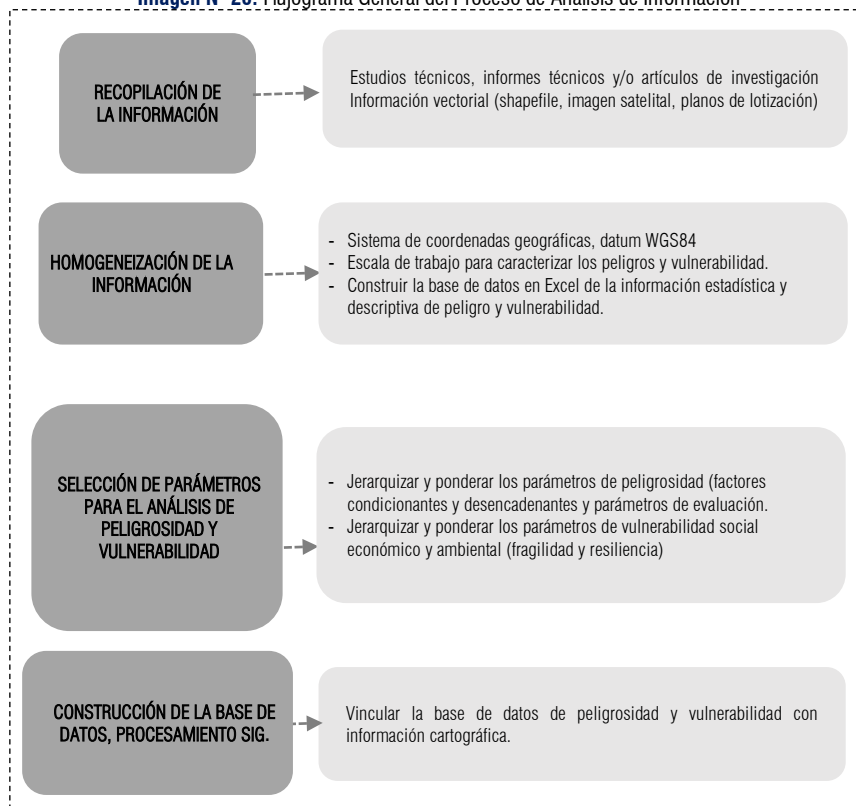 Imagen N° 20: Flujograma General del Proceso de Análisis de Información
RECOPILACIÓN DE
LA INFORMACIÓN
Estudios técnicos, informes técnicos y/o artículos de investigación
Información vectorial (shapefile, imagen satelital, planos de lotización)
HOMOGENEIZACIÓN DE LA
INFORMACIÓN
- Sistema de coordenadas geográficas, datum WGS84
- Escala de trabajo para caracterizar los peligros y vulnerabilidad.
- Construir la base de datos en Excel de la información estadística y
descriptiva de peligro y vulnerabilidad.
SELECCIÓN DE PARÁMETROS
PARA EL ANÁLISIS DE
PELIGROSIDAD Y
VULNERABILIDAD
- Jerarquizar y ponderar los parámetros de peligrosidad (factores
condicionantes y desencadenantes y parámetros de evaluación.
- Jerarquizar y ponderar los parámetros de vulnerabilidad social
económico y ambiental (fragilidad y resiliencia)
CONSTRUCCIÓN DE LA BASE DE
DATOS, PROCESAMIENTO SIG.
Vincular la base de datos de peligrosidad y vulnerabilidad con
información cartográfica.